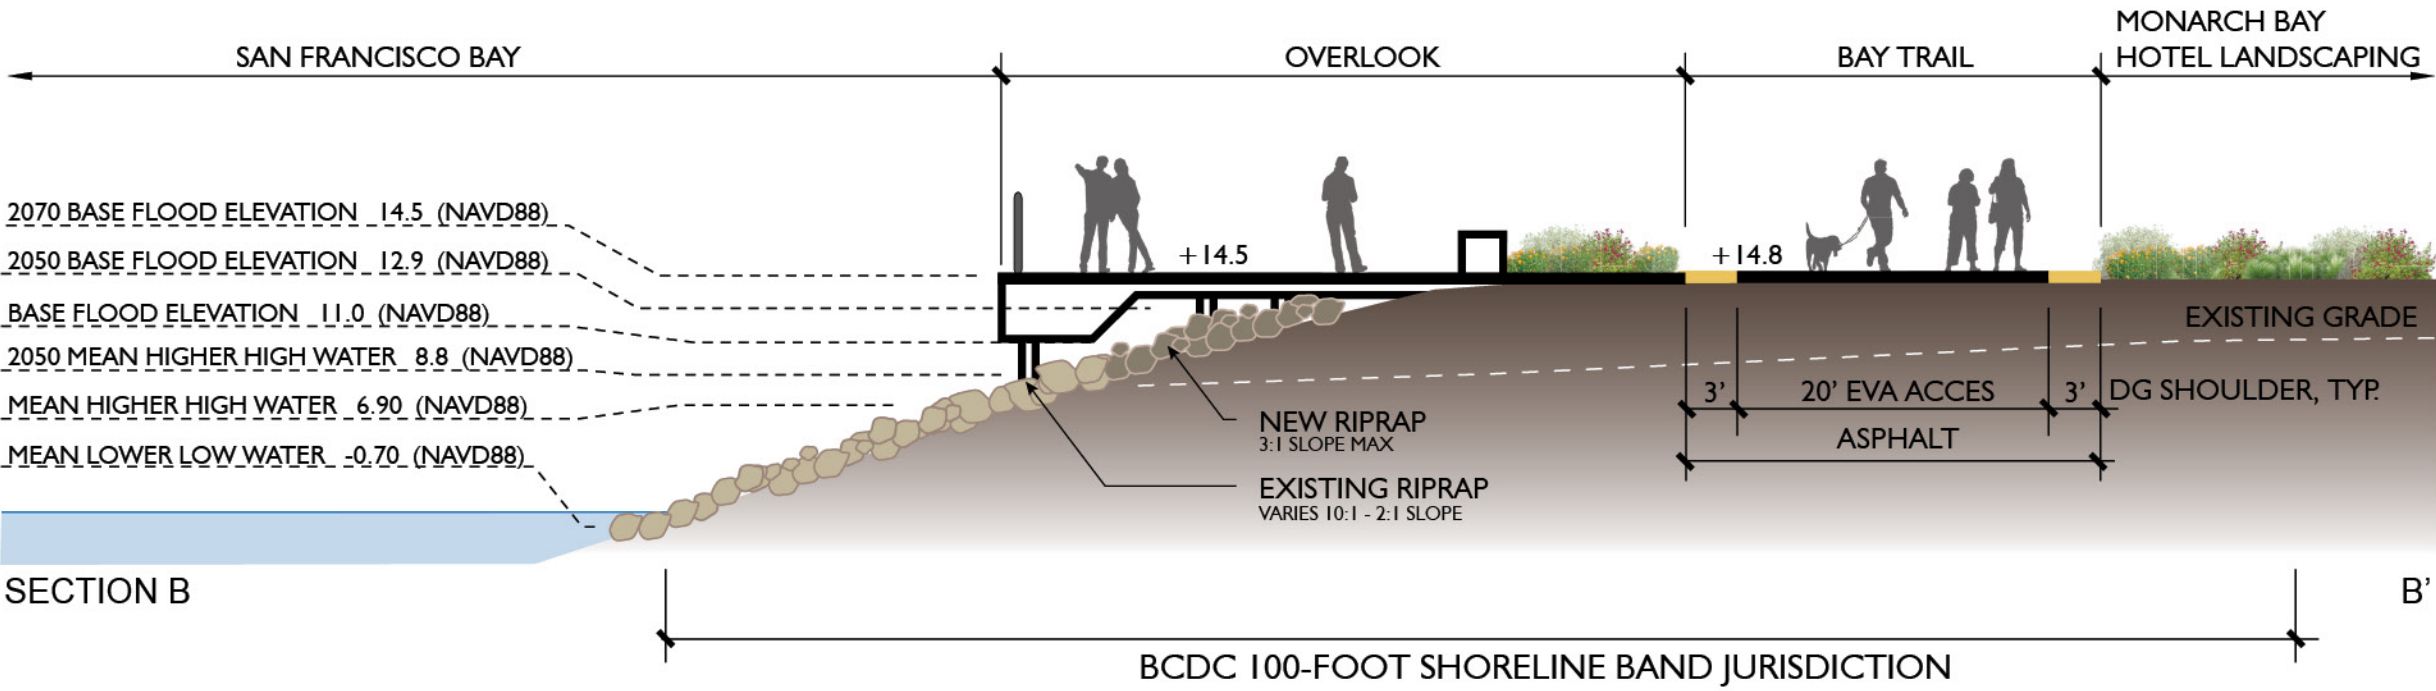 MONARCH BAY
SAN FRANCISCO BAY
OVERLOOK
BAY TRAIL
HOTEL LANDSCAPING
2070 BASE FLOOD ELEVATION 14.5 (NAVD88)
2050 BASE FLOOD ELEVATION 12.9 (NAVD88)
+14.5
+14.8
BASE FLOOD ELEVATION 11.0 (NAVD88)
EXISTING GRADE
2050 MEAN HIGHER HIGH WATER 8.8 (NAVD88)
MEAN HIGHER HIGH WATER 6.90 (NAVD88)
3'
20' EVA ACCES
3'
DG SHOULDER, TYP.
NEW RIPRAP
3:1 SLOPE MAX
ASPHALT
MEAN LOWER LOW WATER -0.70 (NAVD88)
EXISTING RIPRAP
VARIES 10:1 - 2:1 SLOPE
SECTION B
B'
BCDC 100-FOOT SHORELINE BAND JURISDICTION